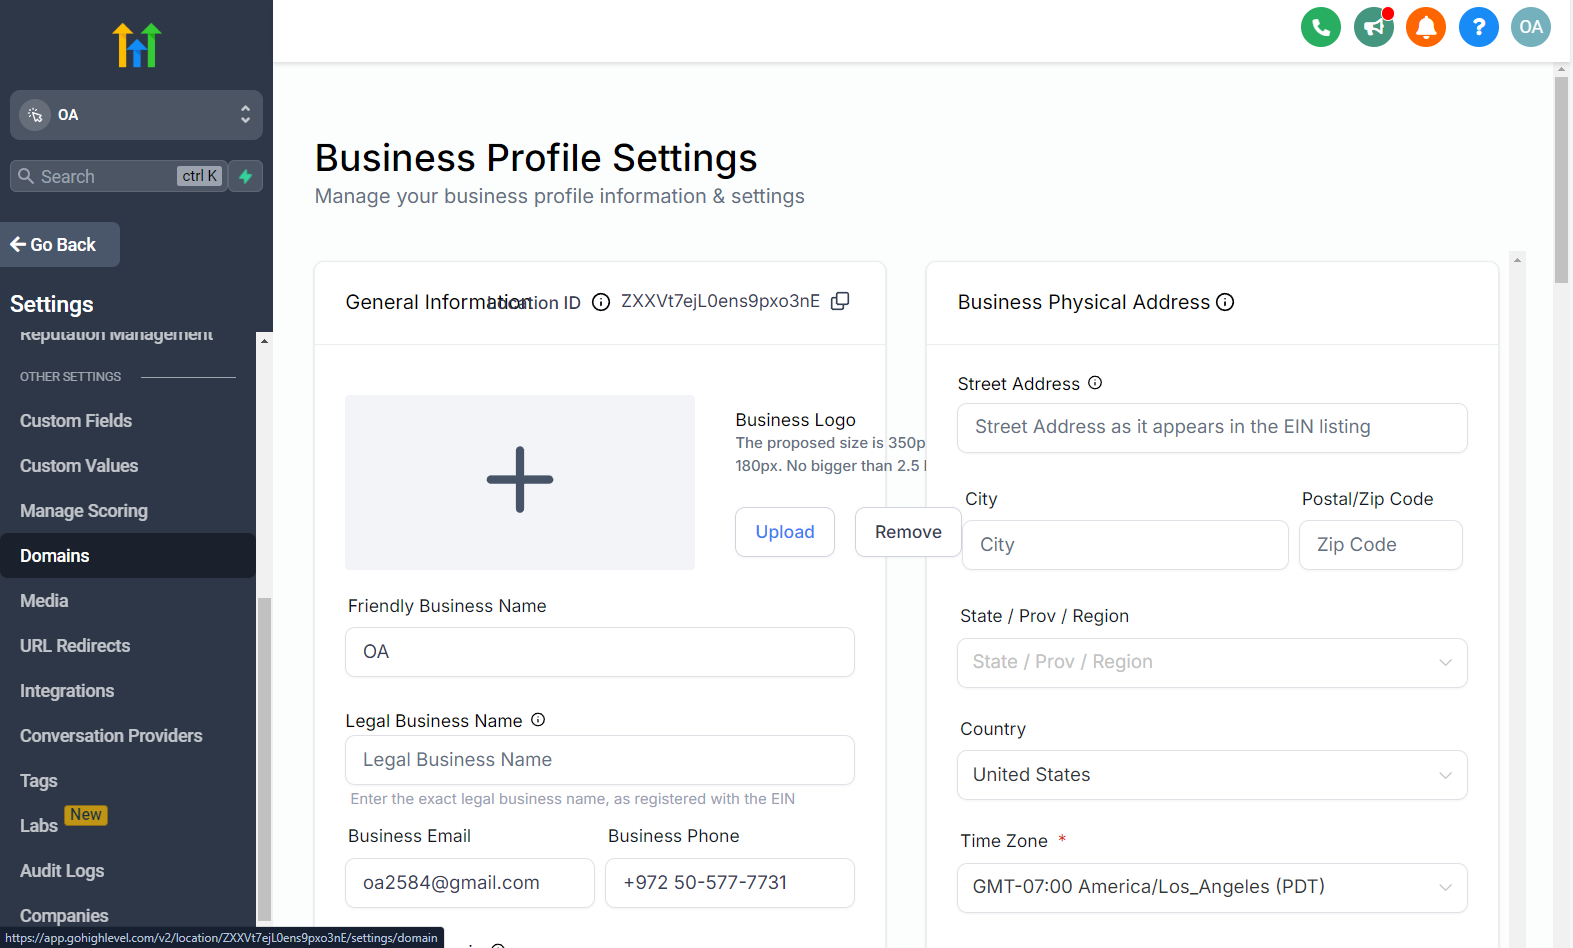 OA
OA
Search ctrl K
Go Back
Settings
Reputation Management
OTHER SETTINGS
Custom Fields
Custom Values
Manage Scoring
Domains
Media
URL Redirects
Integrations
Conversation Providers
Tags
Labs New
Audit Logs
Companies
https://app.gohighlevel.com/v2/location/ZXXVt7ejL0ens9pxo3nE/settings/domain
Business Profile Settings
Manage your business profile information & settings
General Information Location ID ZXXVt7ejL0ens9pxo3nE
Business Logo
The proposed size is 350p
180px. No bigger than 2.5
Upload Remove
Friendly Business Name
OA
Legal Business Name
Legal Business Name
Enter the exact legal business name, as registered with the EIN
Business Email Business Phone
oa2584@gmail.com +972 50-577-7731
Business Physical Address
Street Address
Street Address as it appears in the EIN listing
City Postal/Zip Code
City Zip Code
State / Prov / Region
State / Prov / Region
Country
United States
Time Zone *
GMT-07:00 America/Los_Angeles (PDT)